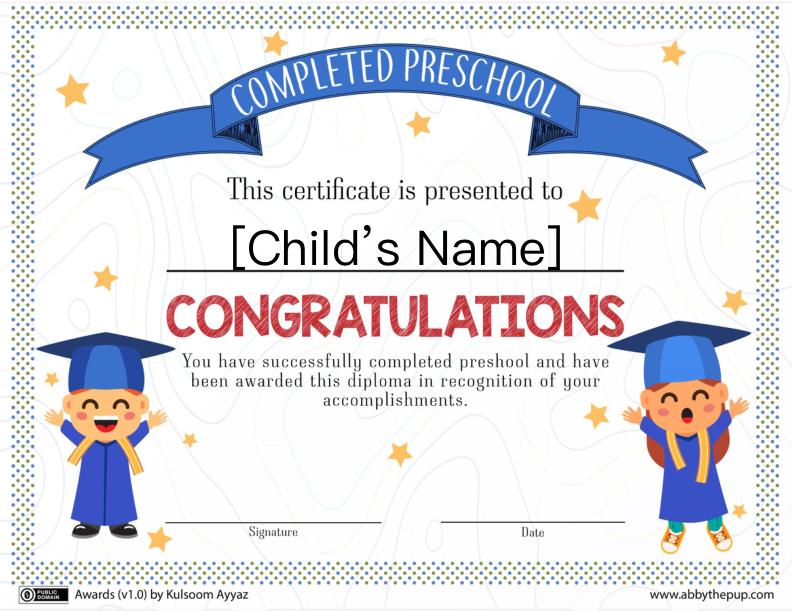 COMPLETED PRESCHOOL
This certificate is presented to
[Child's Name]
CONGRATULATIONS
You have successfully completed preshool and have
been awarded this diploma in recognition of your
accomplishments.
Signature
Date
0 PUBLIC DOMAIN
Awards (v1.0) by Kulsoom Ayyaz
www.abbythepup.com